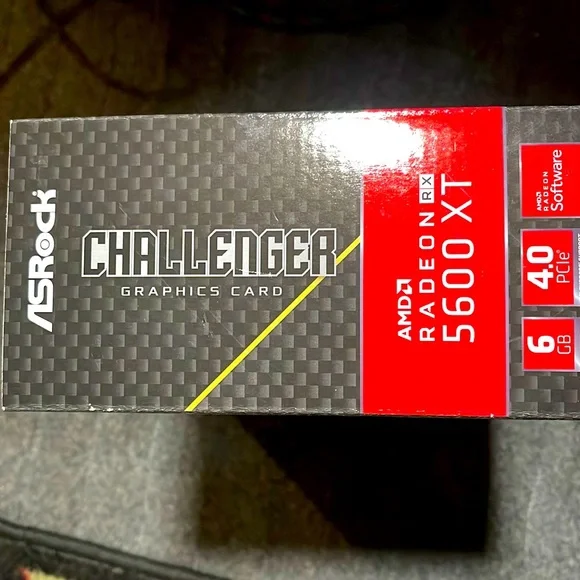 ASRock
CHALLENGER
GRAPHICS CARD
AMD
RADEON RX
5600 XT
AMD
RADEON
Software
4.0
PCIe®
6
GB